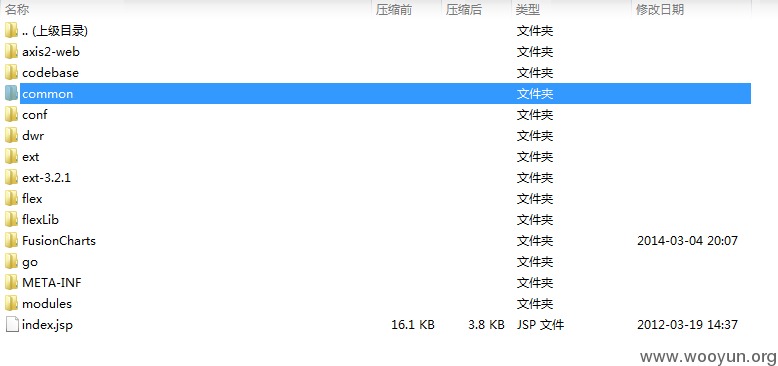 名称 压缩前 压缩后 类型 修改日期
.. (上级目录) 文件夹
axis2-web 文件夹
codebase 文件夹
common 文件夹
conf 文件夹
dwr 文件夹
ext 文件夹
ext-3.2.1 文件夹
flex 文件夹
flexLib 文件夹
FusionCharts 文件夹 2014-03-04 20:07
go 文件夹
META-INF 文件夹
modules 文件夹
index.jsp 16.1 KB 3.8 KB JSP 文件 2012-03-19 14:37
www.wooyun.org